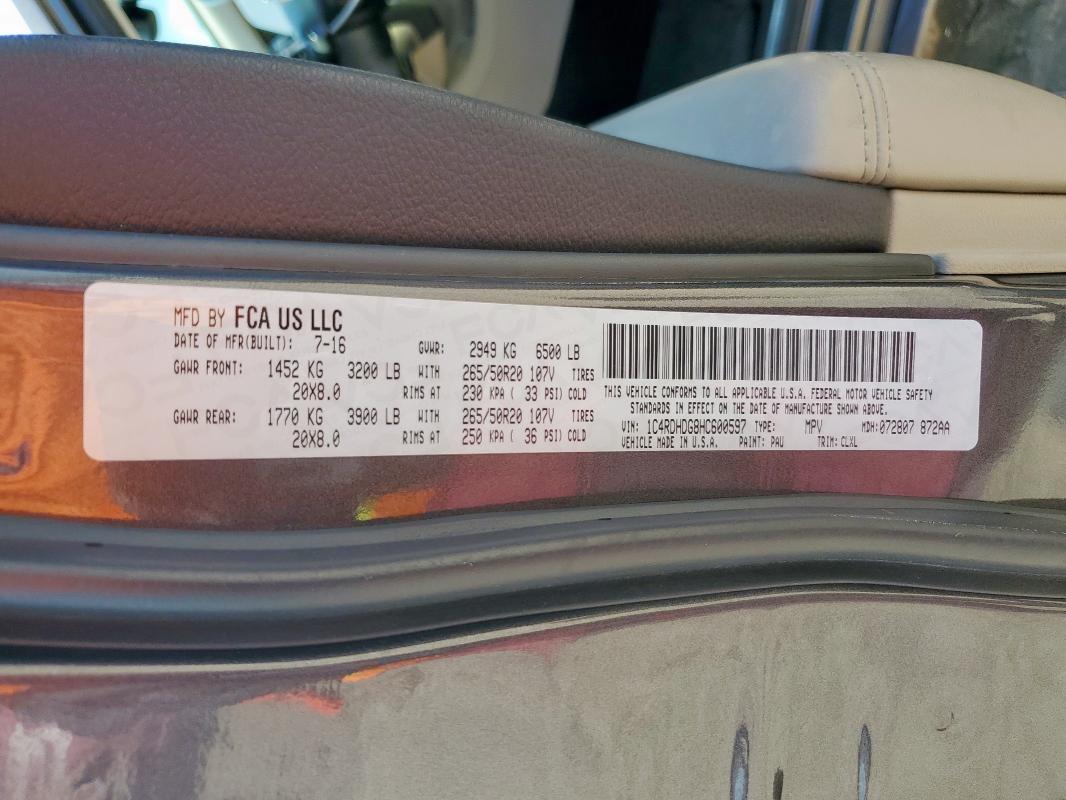 MFD BY FCA US LLC
DATE OF MFR(BUILT): 7-16 GVWR: 2949 KG 6500 LB
GAWR FRONT: 1452 KG 3200 LB WITH 265/50R20 107V TIRES
20X8.0 RIMS AT 230 KPA ( 33 PSI) COLD
GAWR REAR: 1770 KG 3900 LB WITH 265/50R20 107V TIRES
20X8.0 RIMS AT 250 KPA ( 36 PSI) COLD
THIS VEHICLE CONFORMS TO ALL APPLICABLE U.S.A. FEDERAL MOTOR VEHICLE SAFETY
STANDARDS IN EFFECT ON THE DATE OF MANUFACTURE SHOWN ABOVE.
VIN: 1C4RDHDG8HC600597 TYPE: MPV MDH: 072807 872AA
VEHICLE MADE IN U.S.A. PAINT: PAU TRIM: CLXL